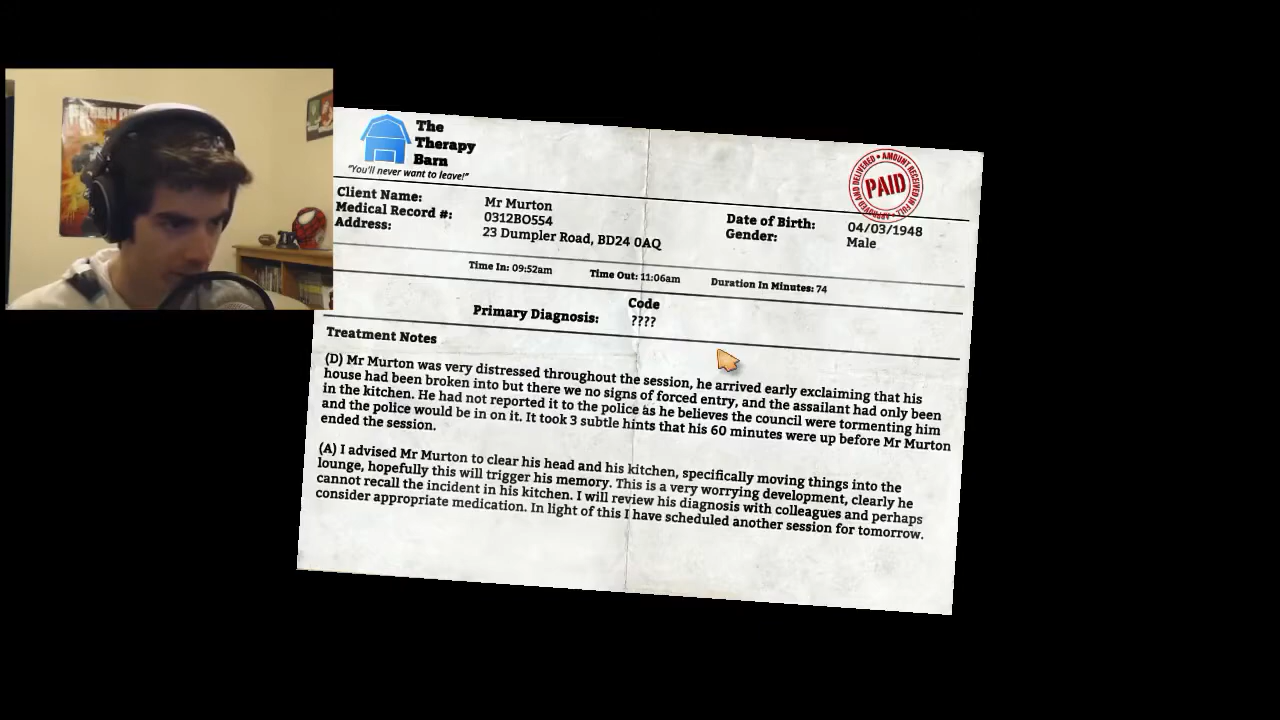 GREEN D
The
Therapy
Barn
"You'll never want to leave!"
APPROVED AND DELIVERED • AMOUNT RECEIVED IN FULL
PAID
Client Name: Mr Murton
Medical Record #: 0312BO554
Address: 23 Dumpler Road, BD24 0AQ
Date of Birth: 04/03/1948
Gender: Male
Time In: 09:52am Time Out: 11:06am Duration In Minutes: 74
Code
Primary Diagnosis: ????
Treatment Notes
(D) Mr Murton was very distressed throughout the session, he arrived early exclaiming that his
house had been broken into but there we no signs of forced entry, and the assailant had only been
in the kitchen. He had not reported it to the police as he believes the council were tormenting him
and the police would be in on it. It took 3 subtle hints that his 60 minutes were up before Mr Murton
ended the session.
(A) I advised Mr Murton to clear his head and his kitchen, specifically moving things into the
lounge, hopefully this will trigger his memory. This is a very worrying development, clearly he
cannot recall the incident in his kitchen. I will review his diagnosis with colleagues and perhaps
consider appropriate medication. In light of this I have scheduled another session for tomorrow.